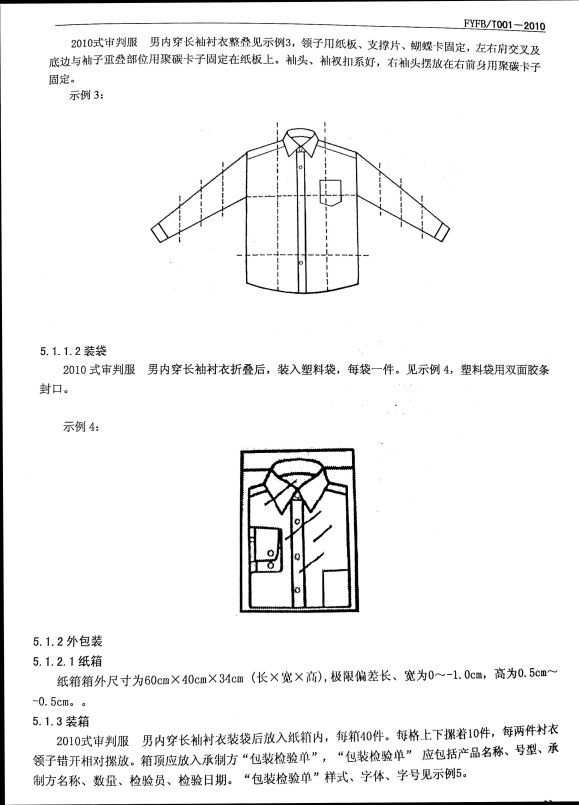 FYFB/T001—2010
2010式审判服　男内穿长袖衬衣整叠见示例3，领子用纸板、支撑片、蝴蝶卡固定，左右肩交叉及
底边与袖子重叠部位用聚碳卡子固定在纸板上。袖头、袖衩扣系好，右袖头摆放在右前身用聚碳卡子
固定。
示例3：
5.1.1.2 装袋
2010 式审判服　男内穿长袖衬衣折叠后，装入塑料袋，每袋一件。见示例 4，塑料袋用双面胶条
封口。
示例 4：
5.1.2 外包装
5.1.2.1 纸箱
纸箱箱外尺寸为60cm×40cm×34cm (长×宽×高),极限偏差长、宽为0～-1.0cm，高为0.5cm～
-0.5cm。。
5.1.3 装箱
2010式审判服　男内穿长袖衬衣装袋后放入纸箱内，每箱40件。每格上下摞着10件，每两件衬衣
领子错开相对摞放。箱顶应放入承制方“包装检验单”，“包装检验单” 应包括产品名称、号型、承
制方名称、数量、检验员、检验日期。“包装检验单”样式、字体、字号见示例5。